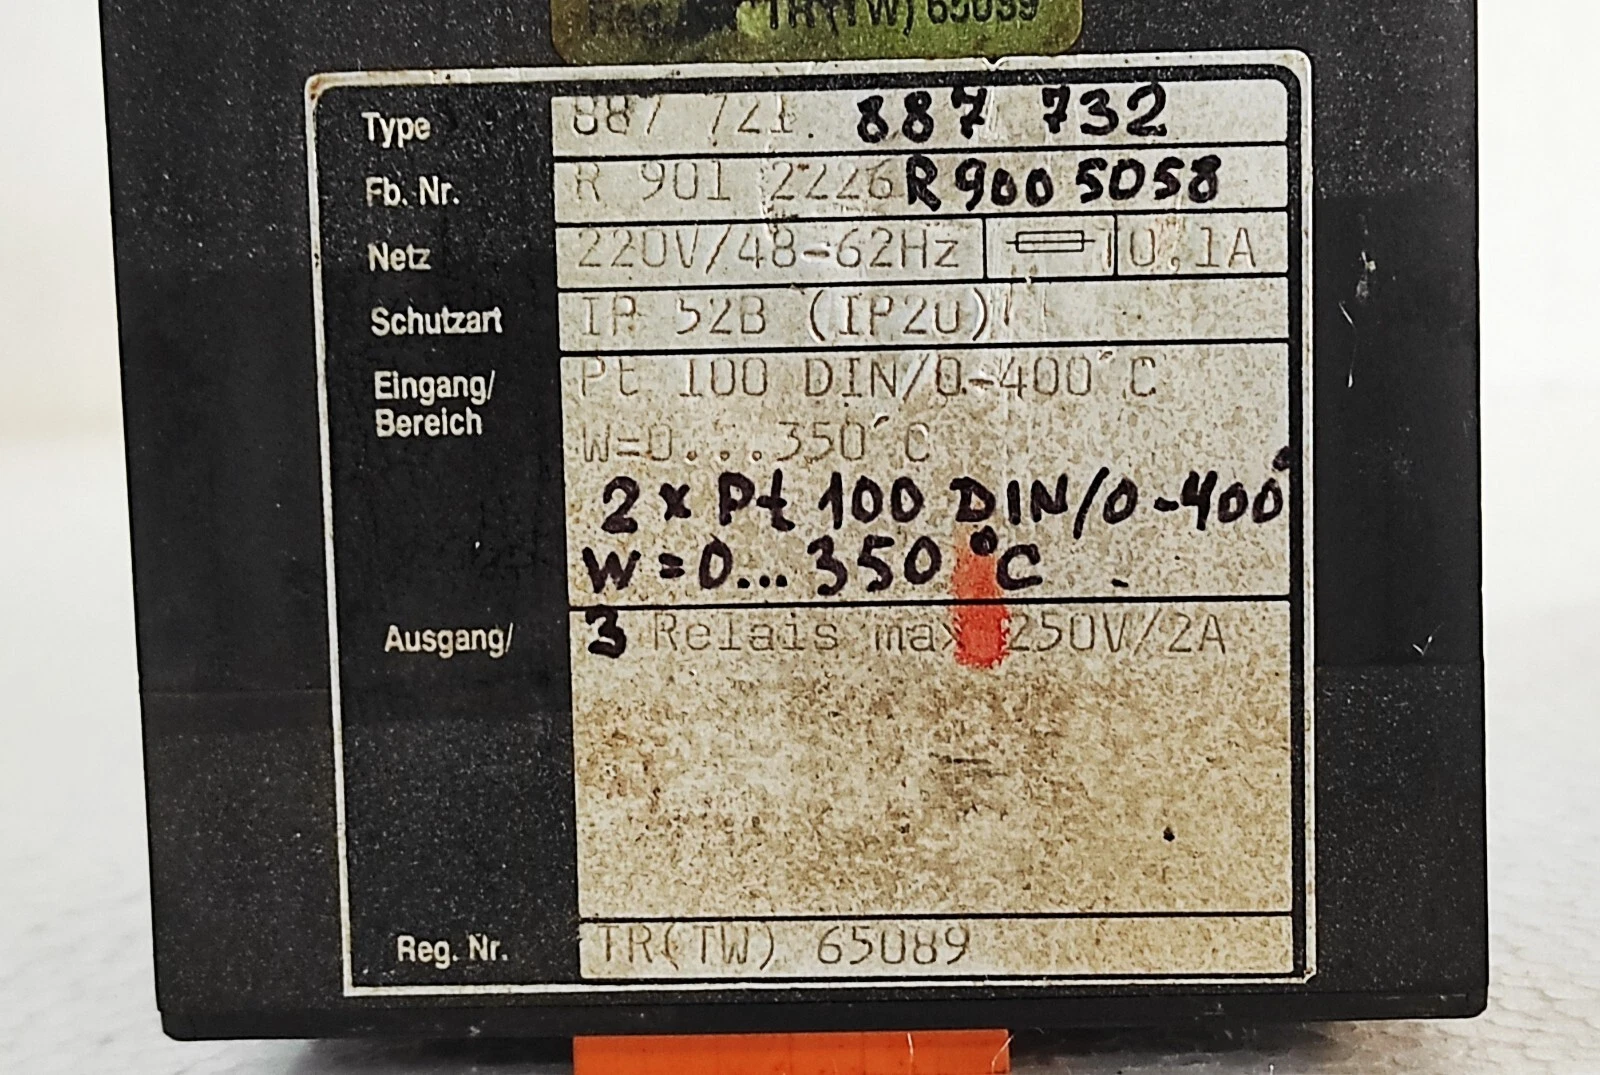 TR(TW) 65089
Type 887 721. 887 732
Fb. Nr. R 901 2226 R900 5058
Netz 220V/48-62Hz T 0,1A
Schutzart IP 52B (IP20)
Eingang/ Pt 100 DIN/0-400°C
Bereich W=0...350°C
2 x Pt 100 DIN/0-400°
W=0...350°C
Ausgang/ 3 Relais max 250V/2A
Reg. Nr. TR(TW) 65089